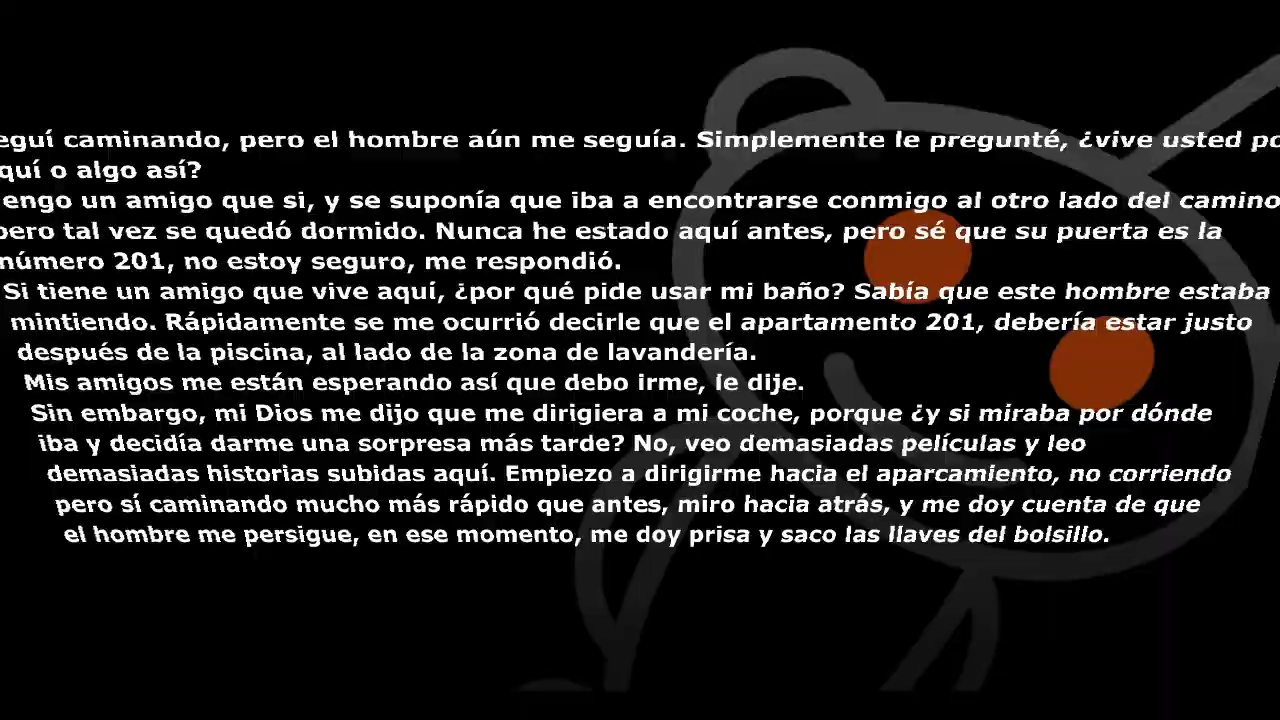 eguí caminando, pero el hombre aún me seguía. Simplemente le pregunté, ¿vive usted po
quí o algo así?
engo un amigo que si, y se suponía que iba a encontrarse conmigo al otro lado del camino
pero tal vez se quedó dormido. Nunca he estado aquí antes, pero sé que su puerta es la
número 201, no estoy seguro, me respondió.
Si tiene un amigo que vive aquí, ¿por qué pide usar mi baño? Sabía que este hombre estaba
mintiendo. Rápidamente se me ocurrió decirle que el apartamento 201, debería estar justo
después de la piscina, al lado de la zona de lavandería.
Mis amigos me están esperando así que debo irme, le dije.
Sin embargo, mi Dios me dijo que me dirigiera a mi coche, porque ¿y si miraba por dónde
iba y decidía darme una sorpresa más tarde? No, veo demasiadas películas y leo
demasiadas historias subidas aquí. Empiezo a dirigirme hacia el aparcamiento, no corriendo
pero sí caminando mucho más rápido que antes, miro hacia atrás, y me doy cuenta de que
el hombre me persigue, en ese momento, me doy prisa y saco las llaves del bolsillo.